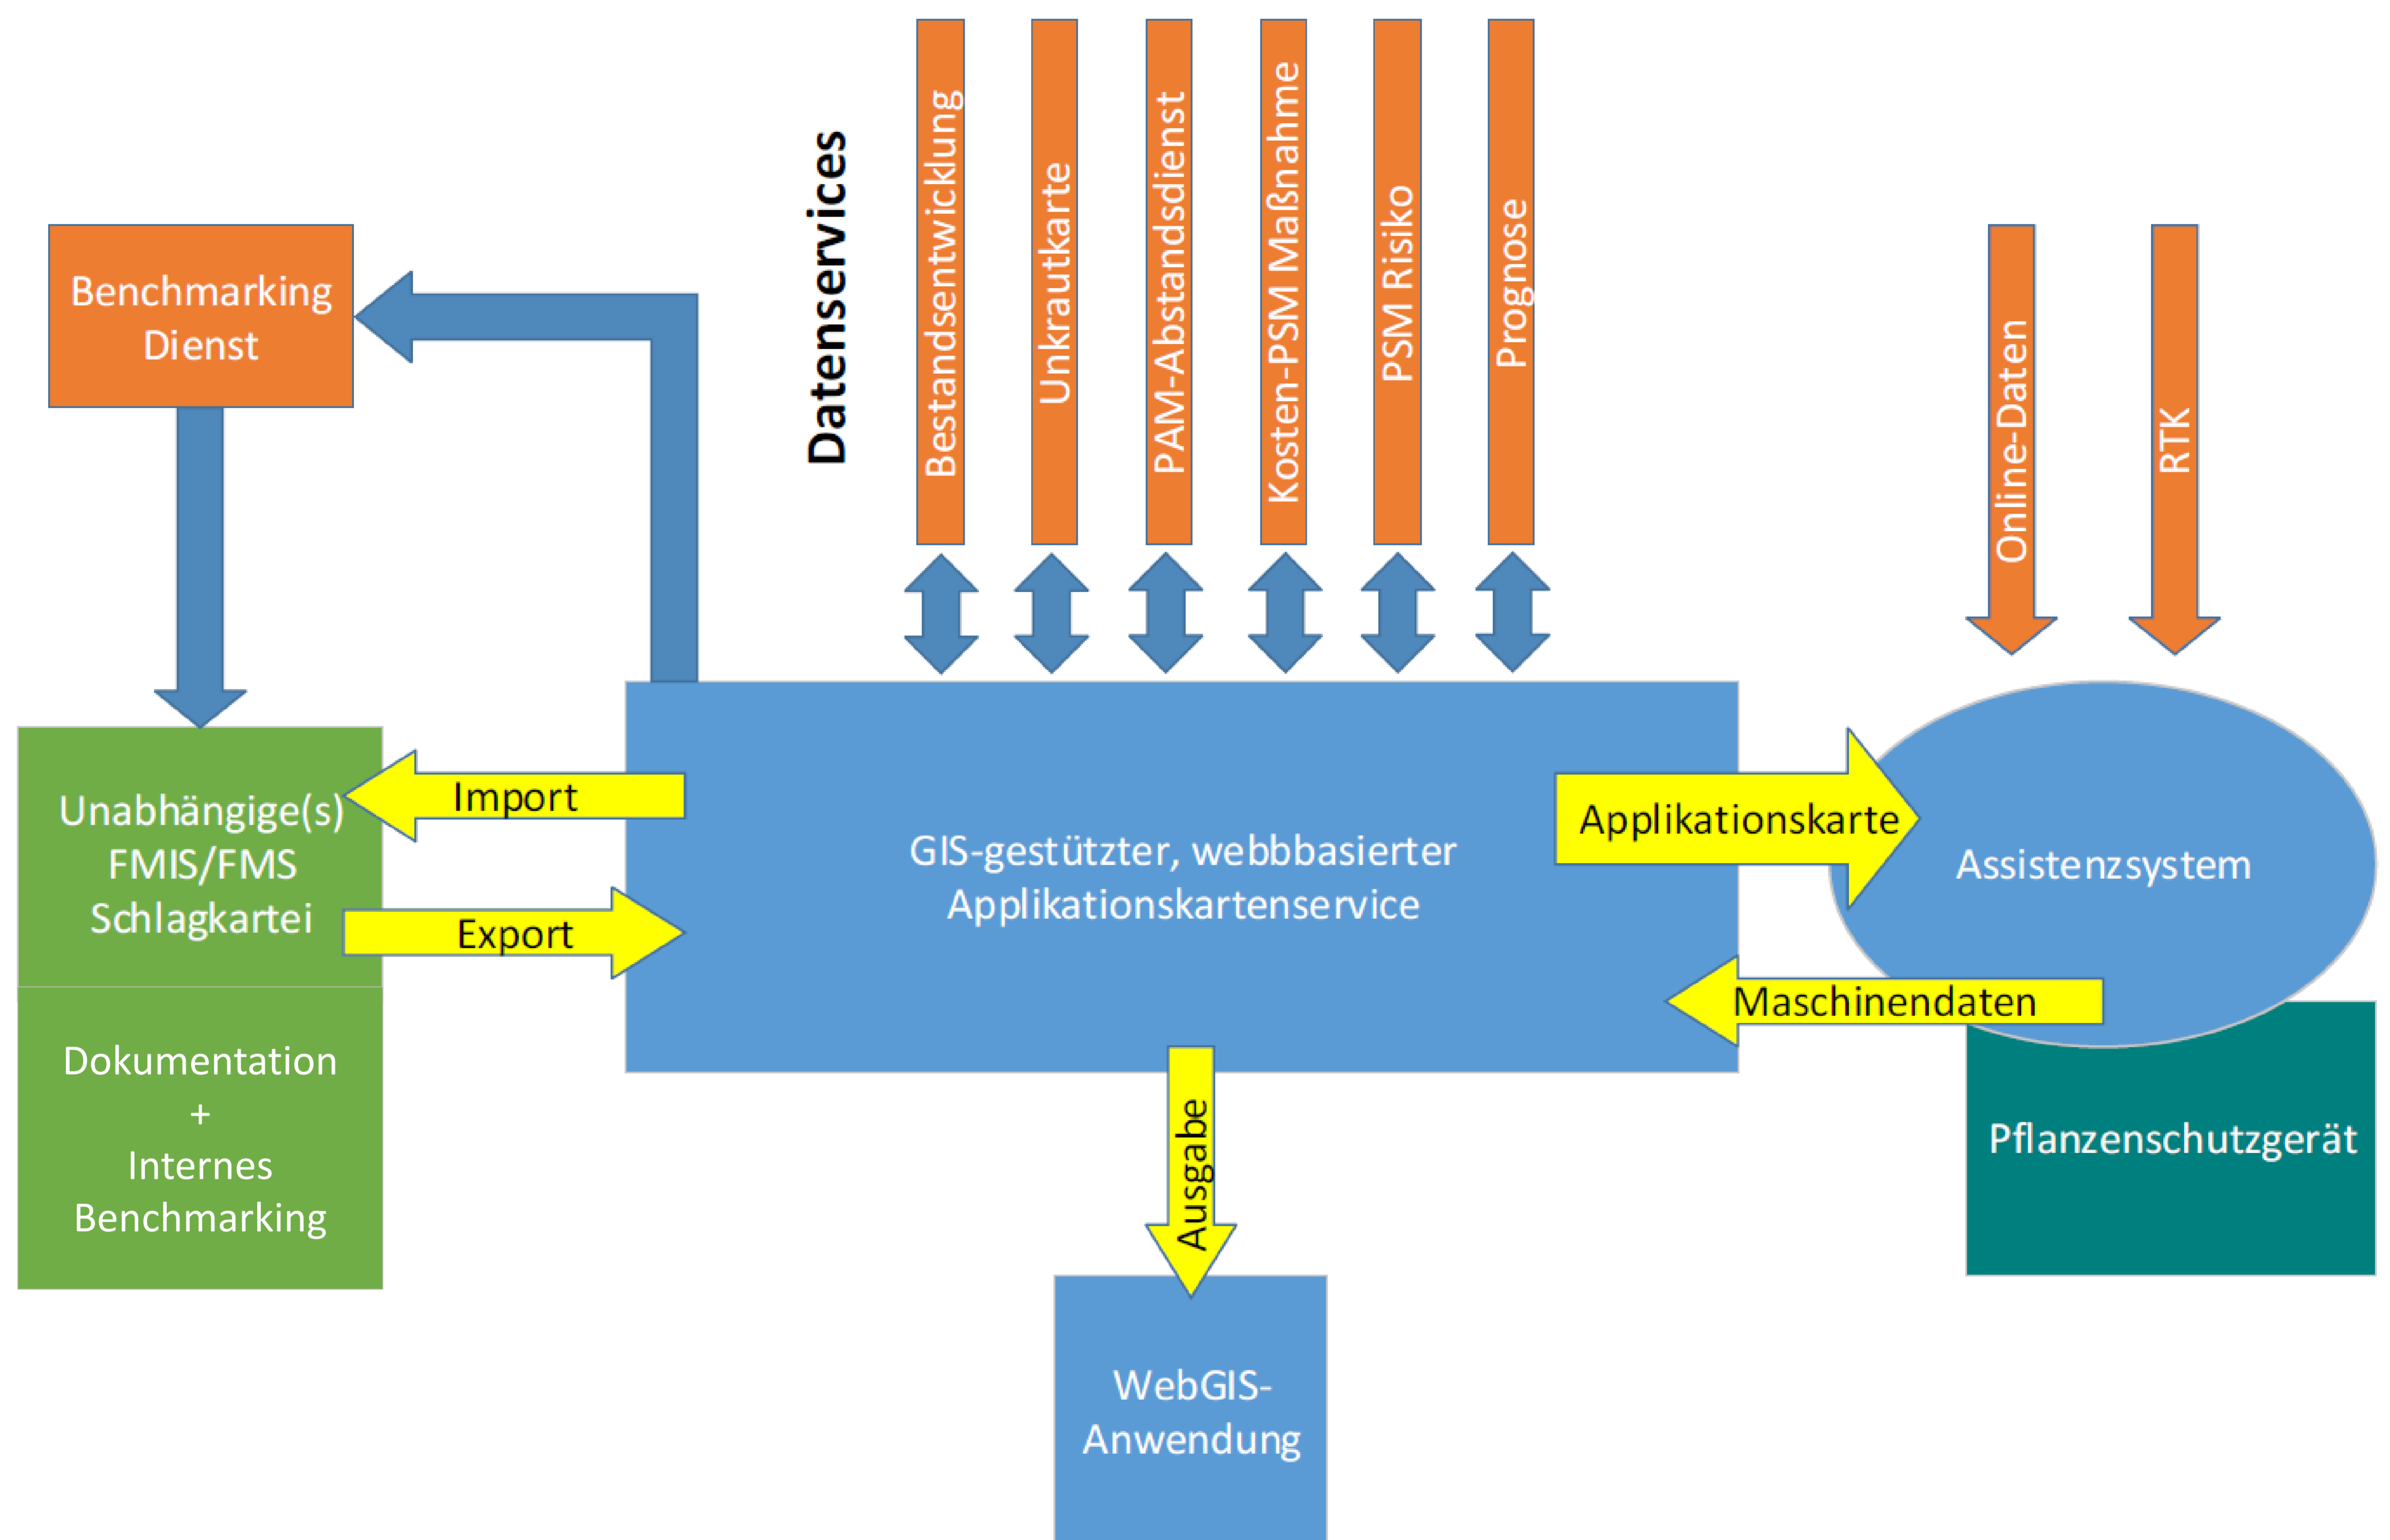 Datenservices
Bestandsentwicklung
Unkrautkarte
PAM-Abstandsdienst
Kosten-PSM Maßnahme
PSM Risiko
Prognose
Online-Daten
RTK
Benchmarking
Dienst
Unabhängige(s)
FMIS/FMS
Schlagkartei
Import
Export
GIS-gestützter, webbbasierter
Applikationskartenservice
Applikationskarte
Assistenzsystem
Maschinendaten
Dokumentation
+
Internes
Benchmarking
Ausgabe
Pflanzenschutzgerät
WebGIS-
Anwendung